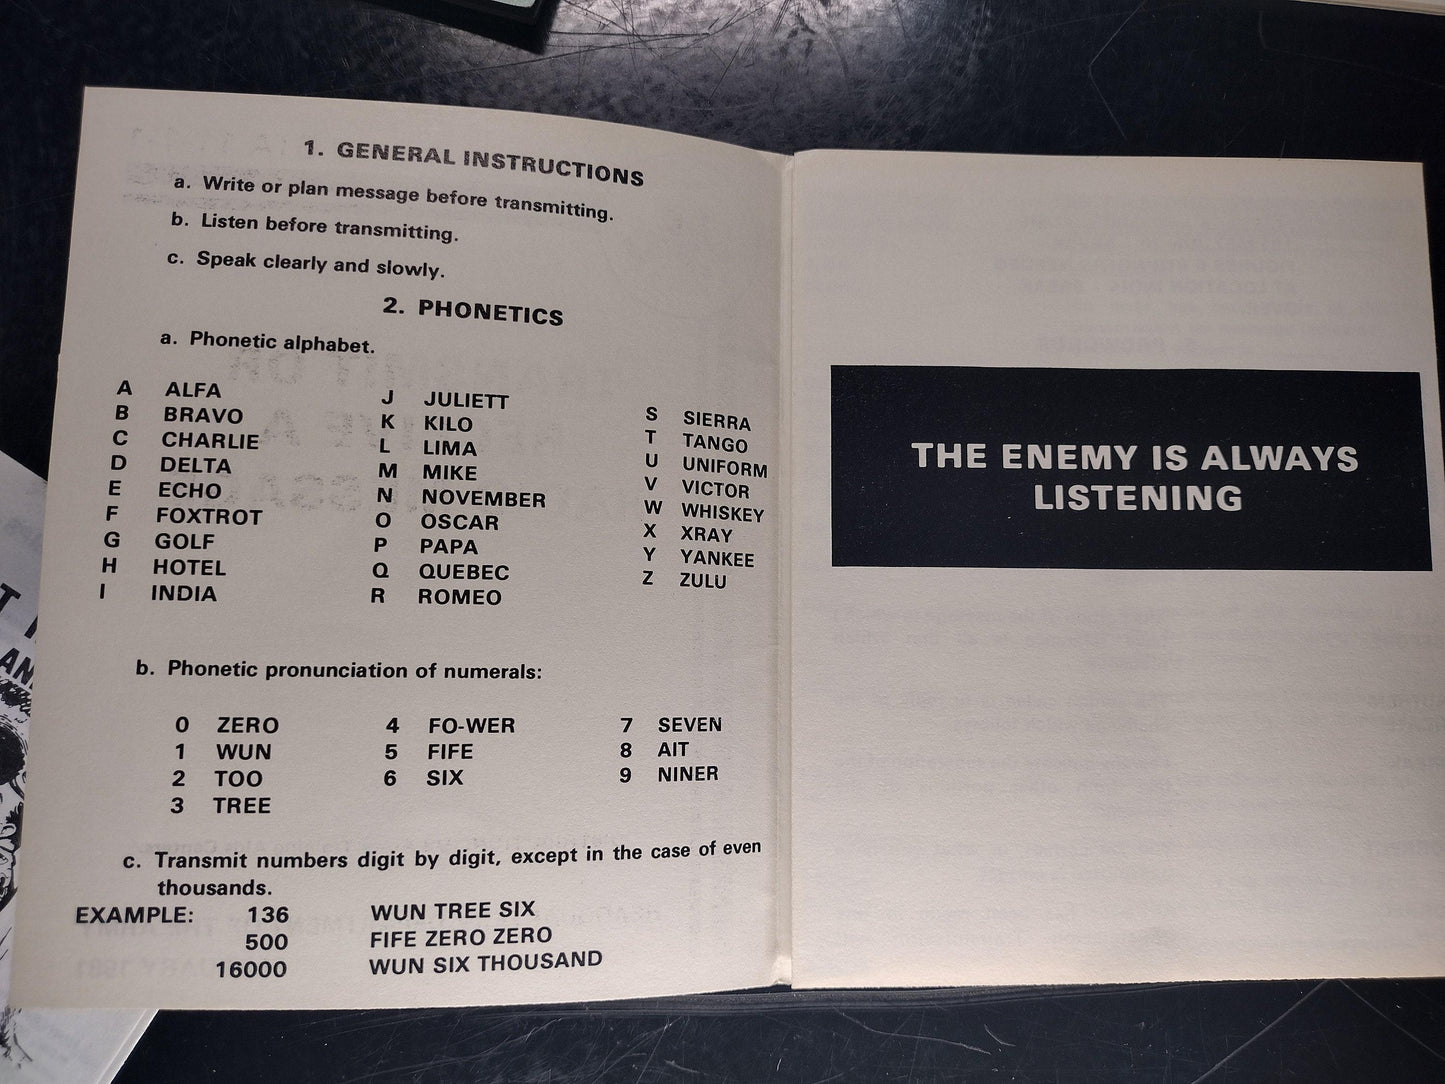 1. GENERAL INSTRUCTIONS
a. Write or plan message before transmitting.
b. Listen before transmitting.
c. Speak clearly and slowly.
2. PHONETICS
a. Phonetic alphabet.
A ALFA
B BRAVO
C CHARLIE
D DELTA
E ECHO
F FOXTROT
G GOLF
H HOTEL
I INDIA
J JULIETT
K KILO
L LIMA
M MIKE
N NOVEMBER
O OSCAR
P PAPA
Q QUEBEC
R ROMEO
S SIERRA
T TANGO
U UNIFORM
V VICTOR
W WHISKEY
X XRAY
Y YANKEE
Z ZULU
b. Phonetic pronunciation of numerals:
0 ZERO
1 WUN
2 TOO
3 TREE
4 FO-WER
5 FIFE
6 SIX
7 SEVEN
8 AIT
9 NINER
c. Transmit numbers digit by digit, except in the case of even
thousands.
EXAMPLE: 136 WUN TREE SIX
500 FIFE ZERO ZERO
16000 WUN SIX THOUSAND
THE ENEMY IS ALWAYS
LISTENING